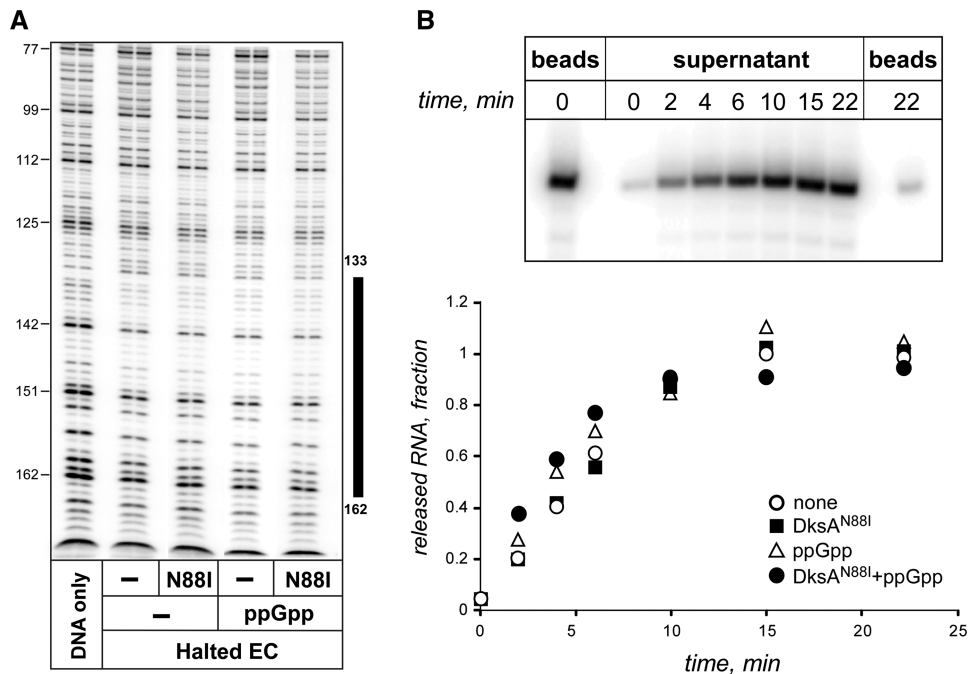 A
77
99
112
125
142
151
162
133
162
DNA only
– N88I – N88I
– ppGpp
Halted EC
B
beads supernatant beads
time, min 0 0 2 4 6 10 15 22 22
released RNA, fraction
1.2
1
0.8
0.6
0.4
0.2
0
0 5 10 15 20 25
time, min
none
DksA^N88I
ppGpp
DksA^N88I+ppGpp